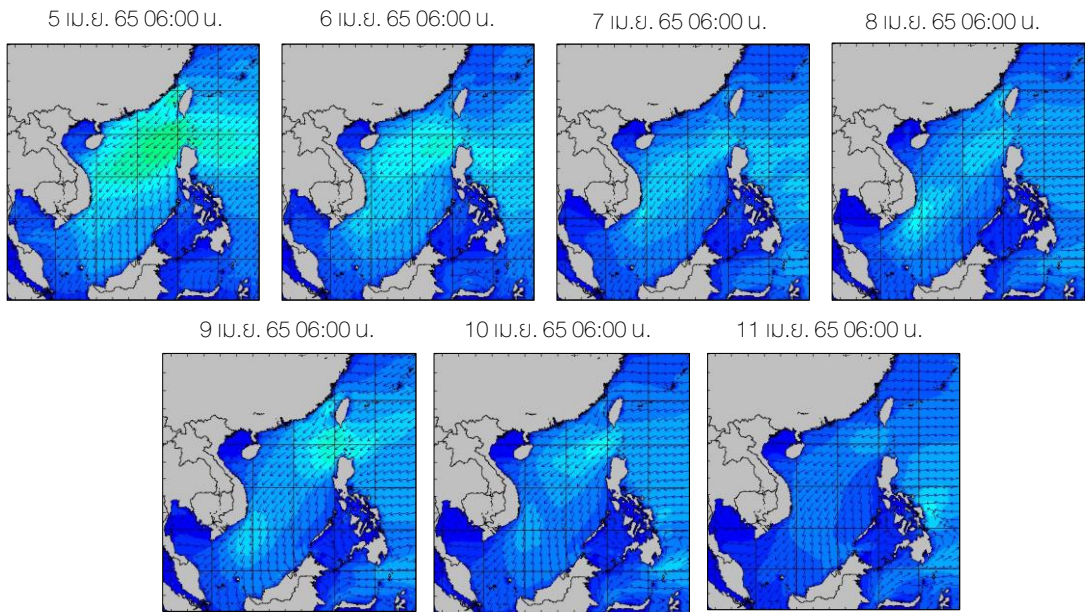 5 เม.ย. 65 06:00 น.
6 เม.ย. 65 06:00 น.
7 เม.ย. 65 06:00 น.
8 เม.ย. 65 06:00 น.
9 เม.ย. 65 06:00 น.
10 เม.ย. 65 06:00 น.
11 เม.ย. 65 06:00 น.